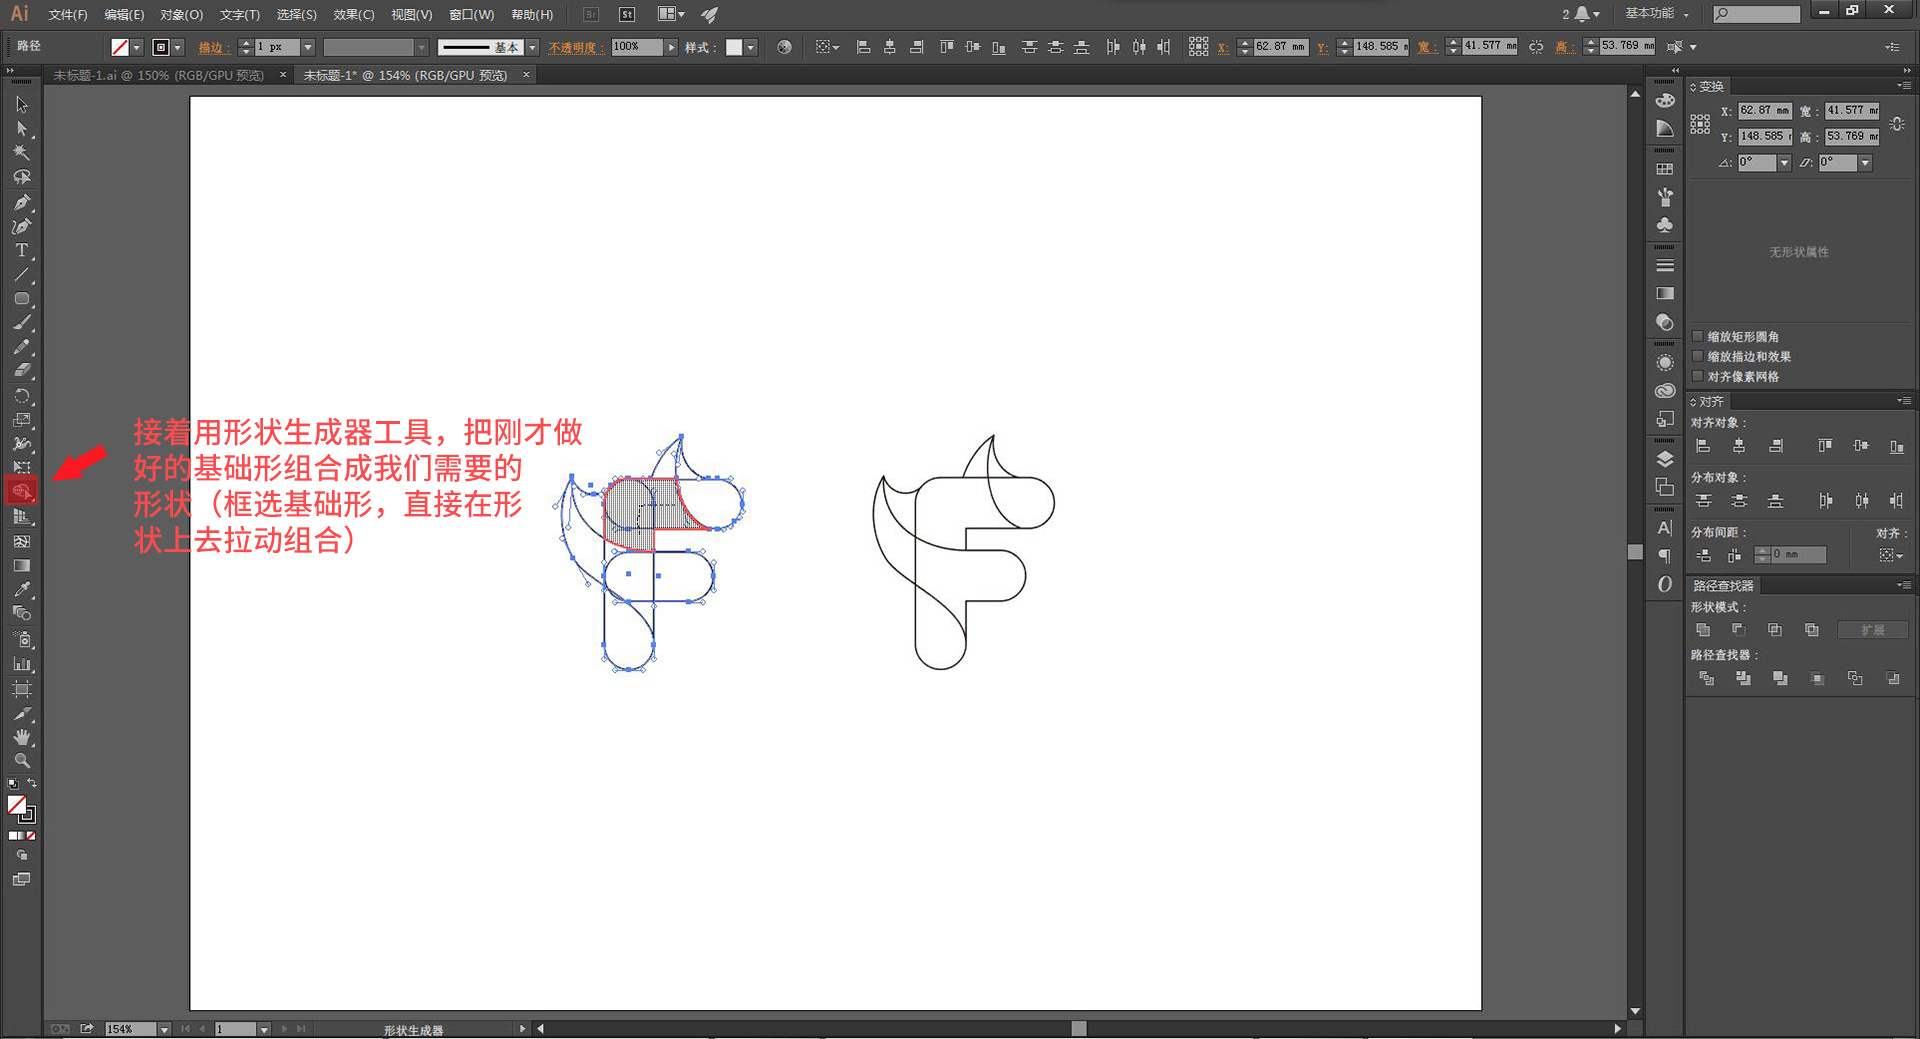 Ai 文件(F) 编辑(E) 对象(O) 文字(T) 选择(S) 效果(C) 视图(V) 窗口(W) 帮助(H) Br St 2 基本功能
路径 描边: 1 px 基本 不透明度: 100% 样式: X: 62.87 mm Y: 148.585 宽: 41.577 mm 高: 53.769 mm
未标题-1.ai @ 150% (RGB/GPU 预览) × 未标题-1* @ 154% (RGB/GPU 预览) ×
变换
X: 62.87 mm 宽: 41.577
Y: 148.585 高: 53.769
0° 0°
无形状属性
缩放矩形圆角
缩放描边和效果
对齐像素网格
对齐
对齐对象:
分布对象:
分布间距: 对齐:
0 mm
路径查找器
形状模式:
扩展
路径查找器:
接着用形状生成器工具，把刚才做
好的基础形组合成我们需要的
形状（框选基础形，直接在形
状上去拉动组合）
154% 1 形状生成器